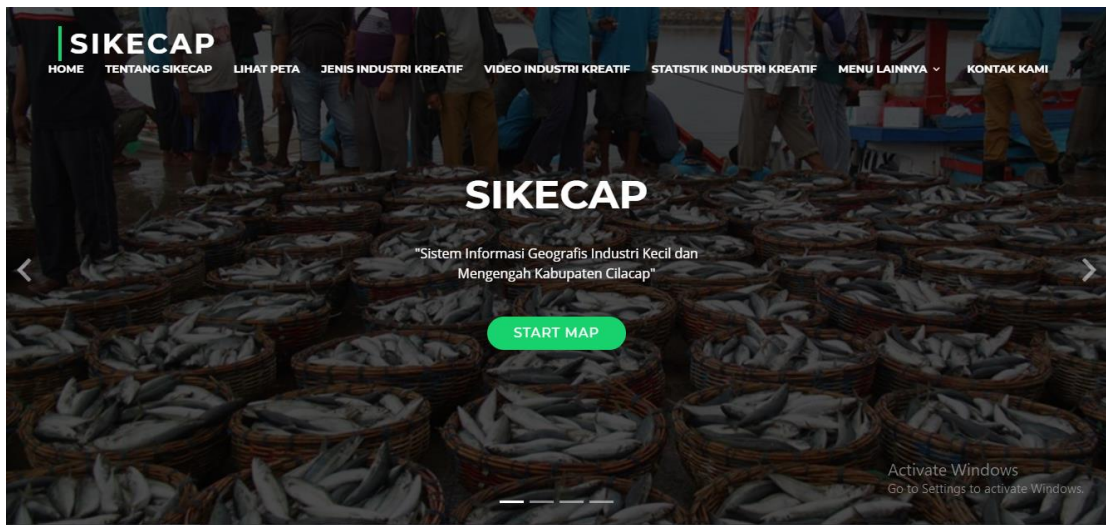 SIKECAP
HOME TENTANG SIKECAP LIHAT PETA JENIS INDUSTRI KREATIF VIDEO INDUSTRI KREATIF STATISTIK INDUSTRI KREATIF MENU LAINNYA KONTAK KAMI
SIKECAP
"Sistem Informasi Geografis Industri Kecil dan
Mengengah Kabupaten Cilacap"
START MAP
Activate Windows
Go to Settings to activate Windows.